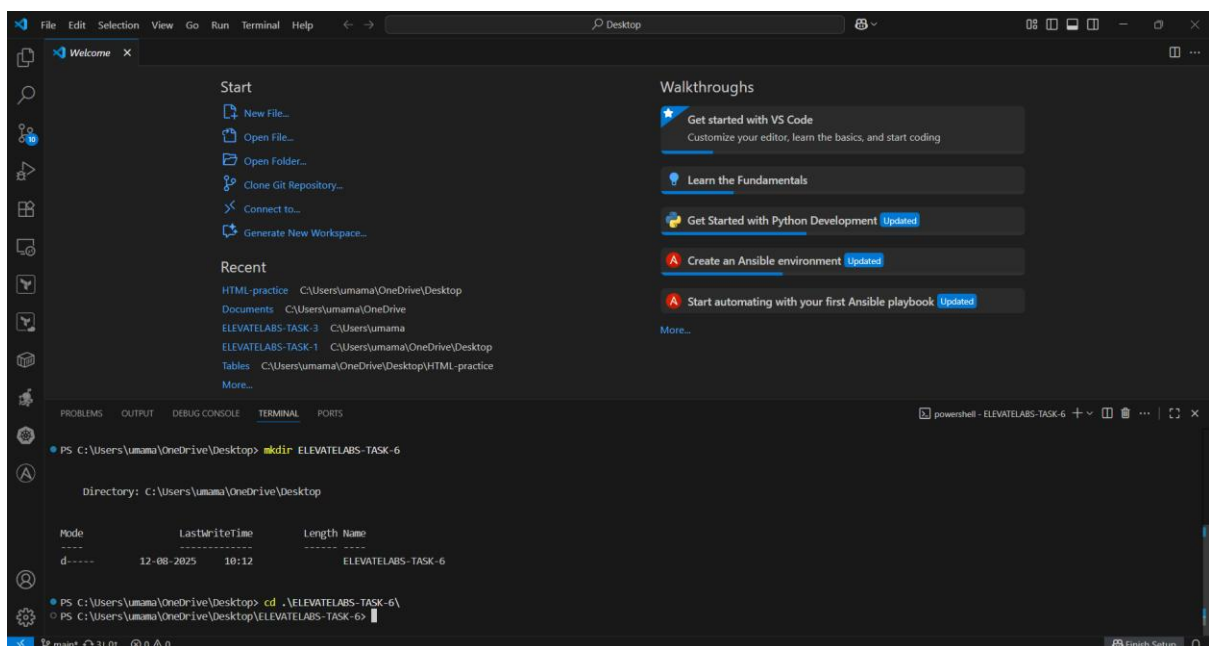 File Edit Selection View Go Run Terminal Help Desktop
Welcome
Start
New File...
Open File...
Open Folder...
Clone Git Repository...
Connect to...
Generate New Workspace...
Recent
HTML-practice C:\Users\umama\OneDrive\Desktop
Documents C:\Users\umama\OneDrive
ELEVATELABS-TASK-3 C:\Users\umama
ELEVATELABS-TASK-1 C:\Users\umama\OneDrive\Desktop
Tables C:\Users\umama\OneDrive\Desktop\HTML-practice
More...
Walkthroughs
Get started with VS Code
Customize your editor, learn the basics, and start coding
Learn the Fundamentals
Get Started with Python Development Updated
Create an Ansible environment Updated
Start automating with your first Ansible playbook Updated
More...
10
PROBLEMS OUTPUT DEBUG CONSOLE TERMINAL PORTS powershell - ELEVATELABS-TASK-6
PS C:\Users\umama\OneDrive\Desktop> mkdir ELEVATELABS-TASK-6
Directory: C:\Users\umama\OneDrive\Desktop
Mode LastWriteTime Length Name
---- ------------- ------ ----
d----- 12-08-2025 10:12 ELEVATELABS-TASK-6
PS C:\Users\umama\OneDrive\Desktop> cd .\ELEVATELABS-TASK-6\
PS C:\Users\umama\OneDrive\Desktop\ELEVATELABS-TASK-6>
main* 0 0 Finish Setup